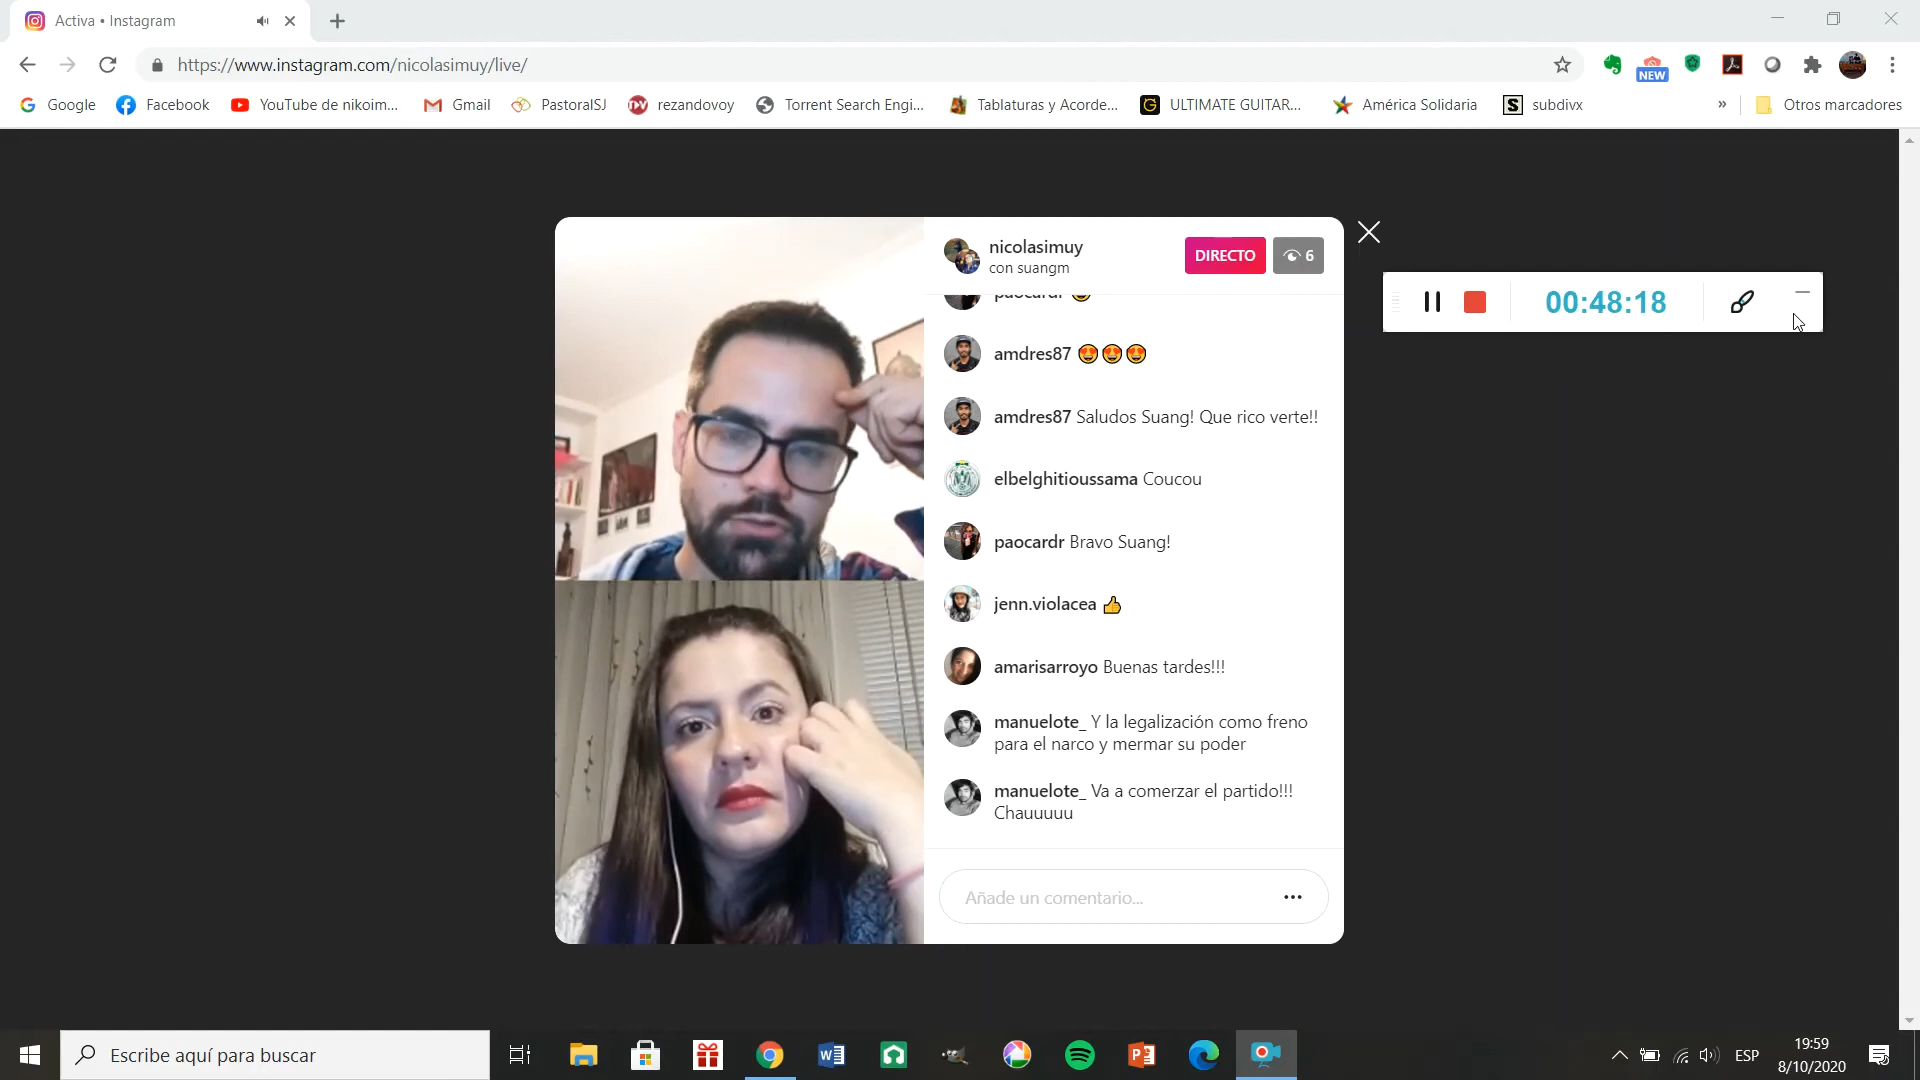 Activa • Instagram
https://www.instagram.com/nicolasimuy/live/
NEW
Google
Facebook
YouTube de nikoim...
Gmail
PastoralSJ
rezandovoy
Torrent Search Engi...
Tablaturas y Acorde...
ULTIMATE GUITAR...
América Solidaria
subdivx
»
Otros marcadores
nicolasimuy
con suangm
DIRECTO
6
paocardr
amdres87 😍😍😍
amdres87 Saludos Suang! Que rico verte!!
elbelghitioussama Coucou
paocardr Bravo Suang!
jenn.violacea 👍
amarisarroyo Buenas tardes!!!
manuelote_ Y la legalización como freno
para el narco y mermar su poder
manuelote_ Va a comerzar el partido!!!
Chauuuuu
Añade un comentario...
00:48:18
Escribe aquí para buscar
ESP
19:59
8/10/2020